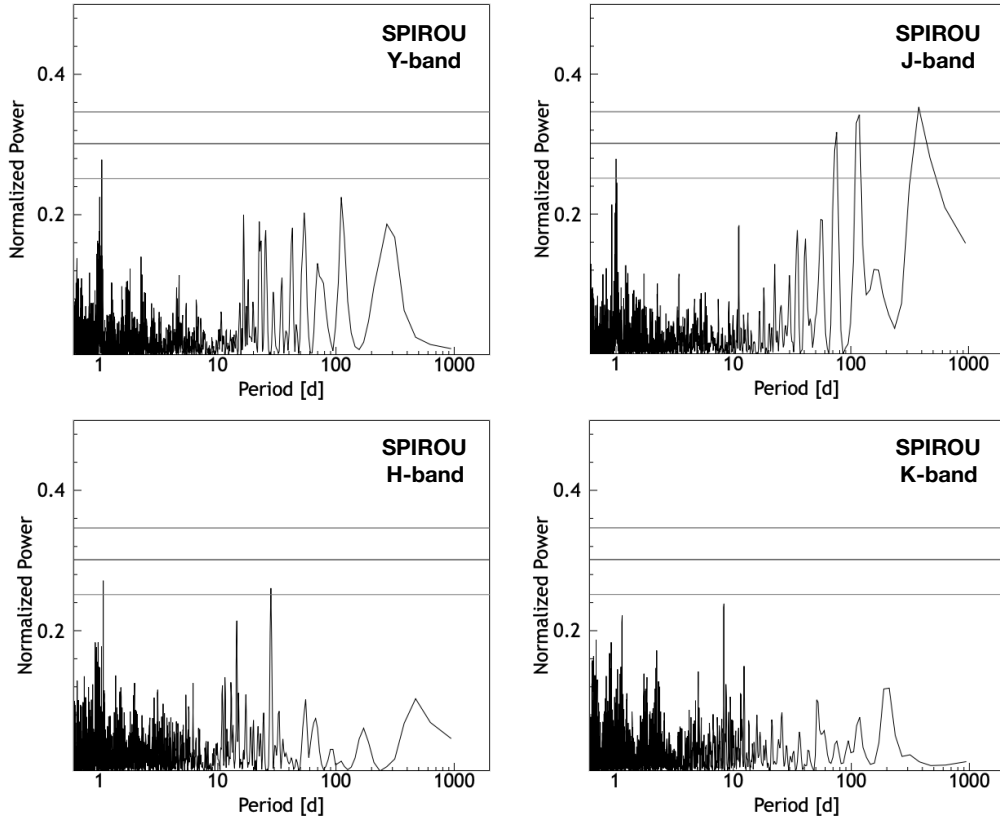 SPIROU
Y-band
Normalized Power
0.4
0.2
1
10
100
1000
Period [d]
SPIROU
J-band
Normalized Power
0.4
0.2
1
10
100
1000
Period [d]
SPIROU
H-band
Normalized Power
0.4
0.2
1
10
100
1000
Period [d]
SPIROU
K-band
Normalized Power
0.4
0.2
1
10
100
1000
Period [d]